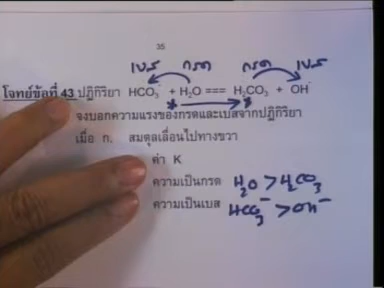 35
เบส กรด กรด เบส
โจทย์ข้อที่ 43 ปฏิกิริยา HCO₃⁻ + H₂O === H₂CO₃ + OH⁻
จงบอกความแรงของกรดและเบสจากปฏิกิริยา
เมื่อ ก. สมดุลเลื่อนไปทางขวา
ค่า K
ความเป็นกรด H₂O > H₂CO₃
ความเป็นเบส HCO₃⁻ > OH⁻